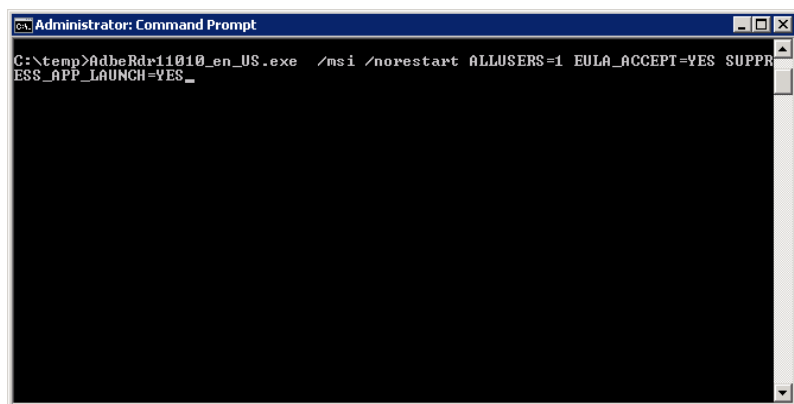 Administrator: Command Prompt
C:\temp>AdbeRdr11010_en_US.exe  /msi /norestart ALLUSERS=1 EULA_ACCEPT=YES SUPPR
ESS_APP_LAUNCH=YES_